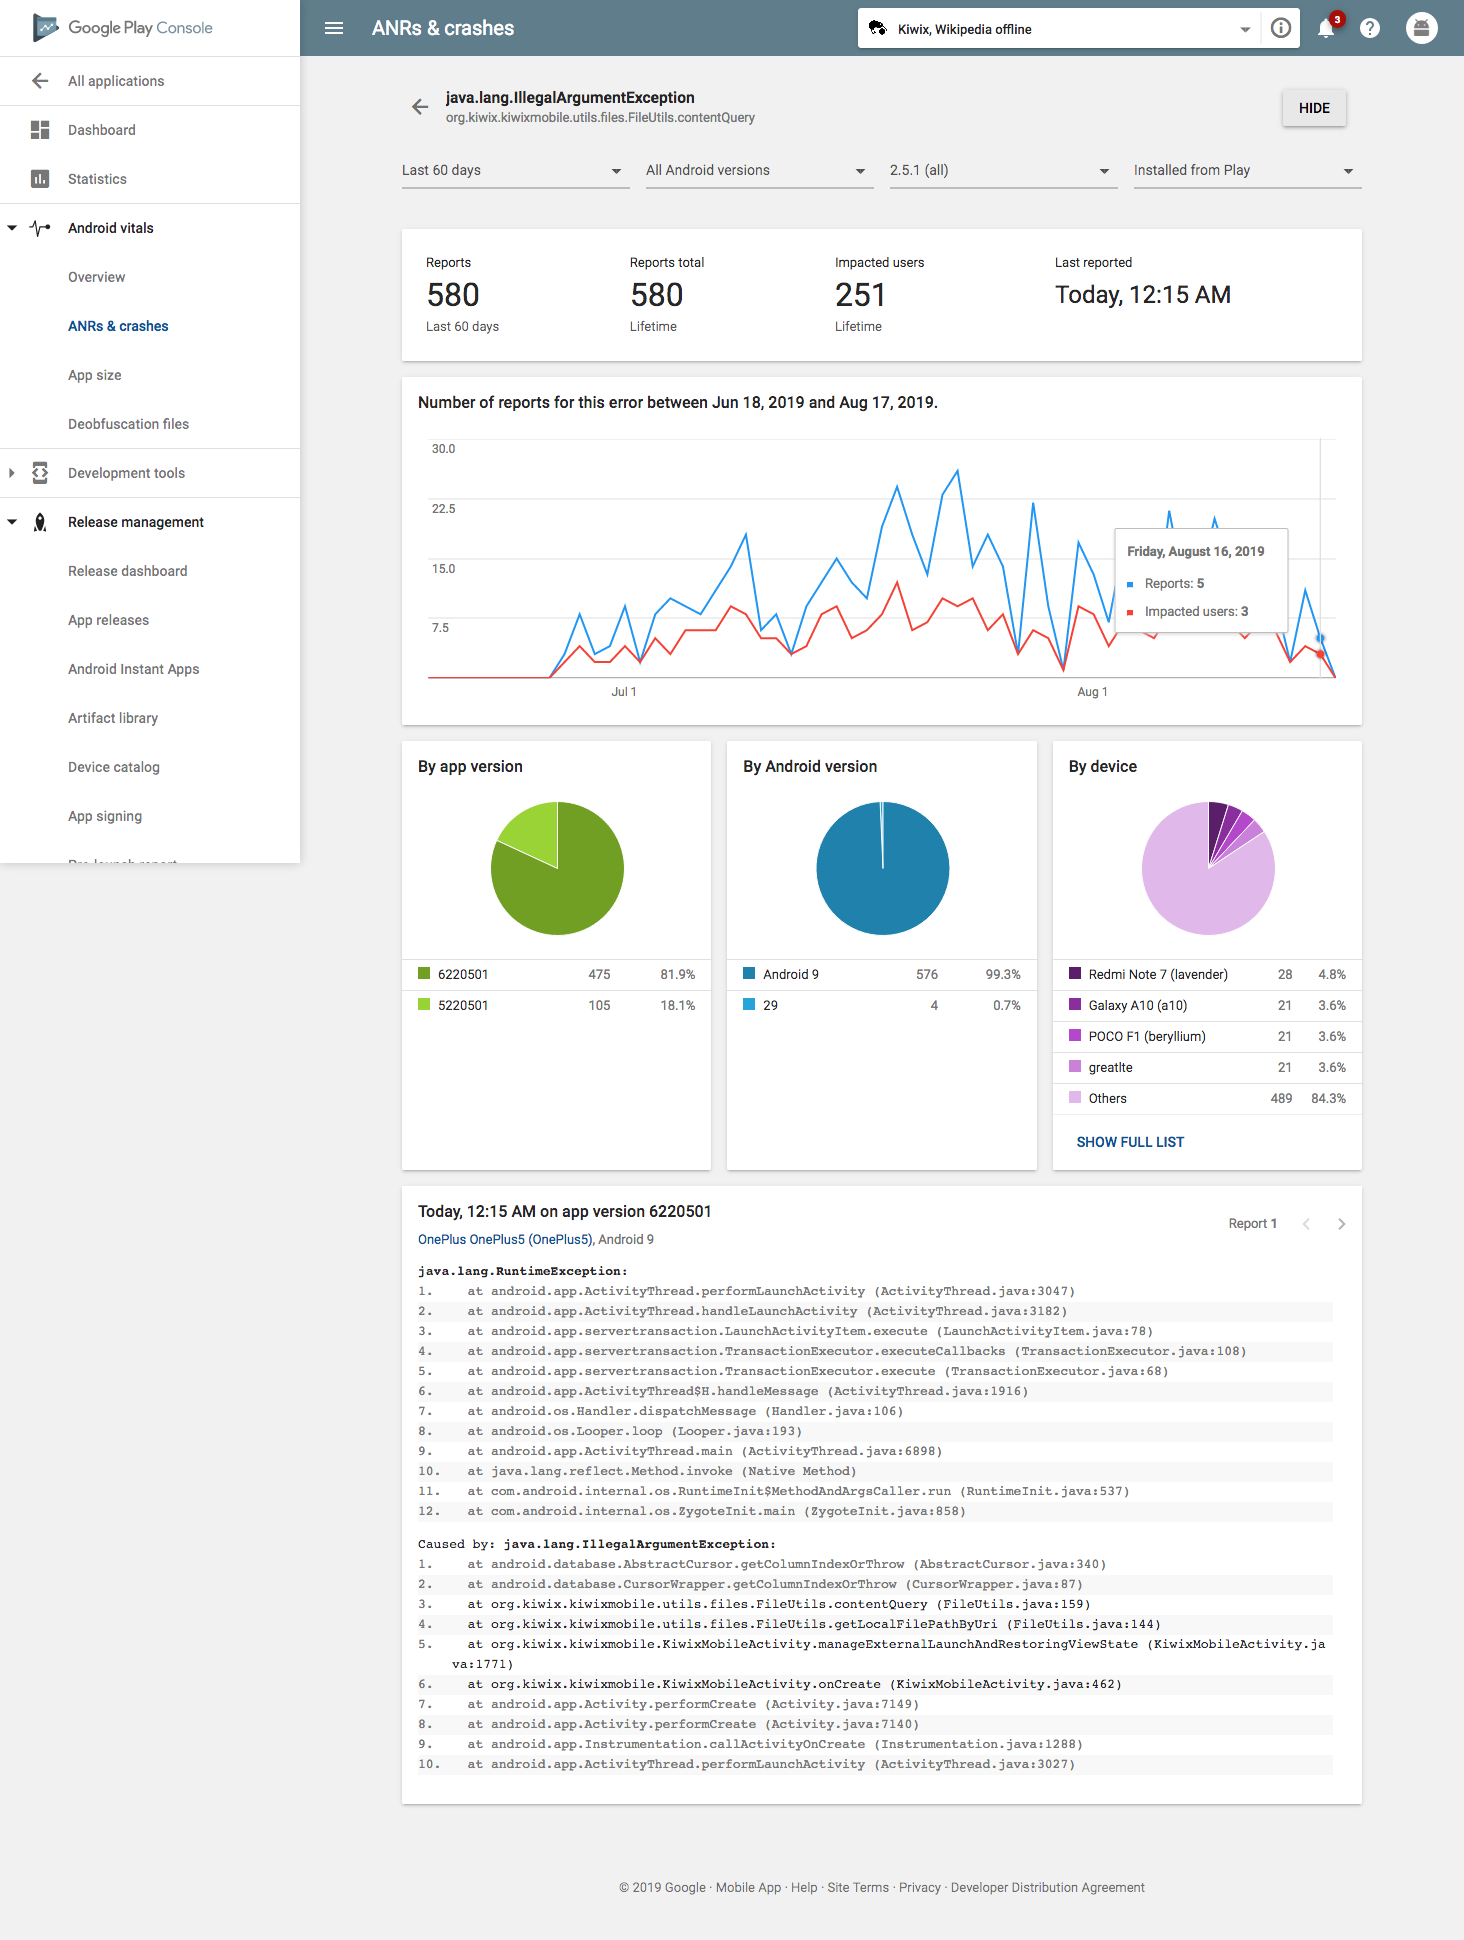 Google Play Console
ANRs & crashes
Kiwix, Wikipedia offline
3
All applications
Dashboard
Statistics
Android vitals
Overview
ANRs & crashes
App size
Deobfuscation files
Development tools
Release management
Release dashboard
App releases
Android Instant Apps
Artifact library
Device catalog
App signing
Pre-launch report
java.lang.IllegalArgumentException
org.kiwix.kiwixmobile.utils.files.FileUtils.contentQuery
HIDE
Last 60 days
All Android versions
2.5.1 (all)
Installed from Play
Reports
580
Last 60 days
Reports total
580
Lifetime
Impacted users
251
Lifetime
Last reported
Today, 12:15 AM
Number of reports for this error between Jun 18, 2019 and Aug 17, 2019.
30.0
22.5
15.0
7.5
Jul 1
Aug 1
Friday, August 16, 2019
Reports: 5
Impacted users: 3
By app version
6220501 475 81.9%
5220501 105 18.1%
By Android version
Android 9 576 99.3%
29 4 0.7%
By device
Redmi Note 7 (lavender) 28 4.8%
Galaxy A10 (a10) 21 3.6%
POCO F1 (beryllium) 21 3.6%
greatlte 21 3.6%
Others 489 84.3%
SHOW FULL LIST
Today, 12:15 AM on app version 6220501
OnePlus OnePlus5 (OnePlus5), Android 9
Report 1
java.lang.RuntimeException:
1. at android.app.ActivityThread.performLaunchActivity (ActivityThread.java:3047)
2. at android.app.ActivityThread.handleLaunchActivity (ActivityThread.java:3182)
3. at android.app.servertransaction.LaunchActivityItem.execute (LaunchActivityItem.java:78)
4. at android.app.servertransaction.TransactionExecutor.executeCallbacks (TransactionExecutor.java:108)
5. at android.app.servertransaction.TransactionExecutor.execute (TransactionExecutor.java:68)
6. at android.app.ActivityThread$H.handleMessage (ActivityThread.java:1916)
7. at android.os.Handler.dispatchMessage (Handler.java:106)
8. at android.os.Looper.loop (Looper.java:193)
9. at android.app.ActivityThread.main (ActivityThread.java:6898)
10. at java.lang.reflect.Method.invoke (Native Method)
11. at com.android.internal.os.RuntimeInit$MethodAndArgsCaller.run (RuntimeInit.java:537)
12. at com.android.internal.os.ZygoteInit.main (ZygoteInit.java:858)
Caused by: java.lang.IllegalArgumentException:
1. at android.database.AbstractCursor.getColumnIndexOrThrow (AbstractCursor.java:340)
2. at android.database.CursorWrapper.getColumnIndexOrThrow (CursorWrapper.java:87)
3. at org.kiwix.kiwixmobile.utils.files.FileUtils.contentQuery (FileUtils.java:159)
4. at org.kiwix.kiwixmobile.utils.files.FileUtils.getLocalFilePathByUri (FileUtils.java:144)
5. at org.kiwix.kiwixmobile.KiwixMobileActivity.manageExternalLaunchAndRestoringViewState (KiwixMobileActivity.ja
va:1771)
6. at org.kiwix.kiwixmobile.KiwixMobileActivity.onCreate (KiwixMobileActivity.java:462)
7. at android.app.Activity.performCreate (Activity.java:7149)
8. at android.app.Activity.performCreate (Activity.java:7140)
9. at android.app.Instrumentation.callActivityOnCreate (Instrumentation.java:1288)
10. at android.app.ActivityThread.performLaunchActivity (ActivityThread.java:3027)
© 2019 Google · Mobile App · Help · Site Terms · Privacy · Developer Distribution Agreement